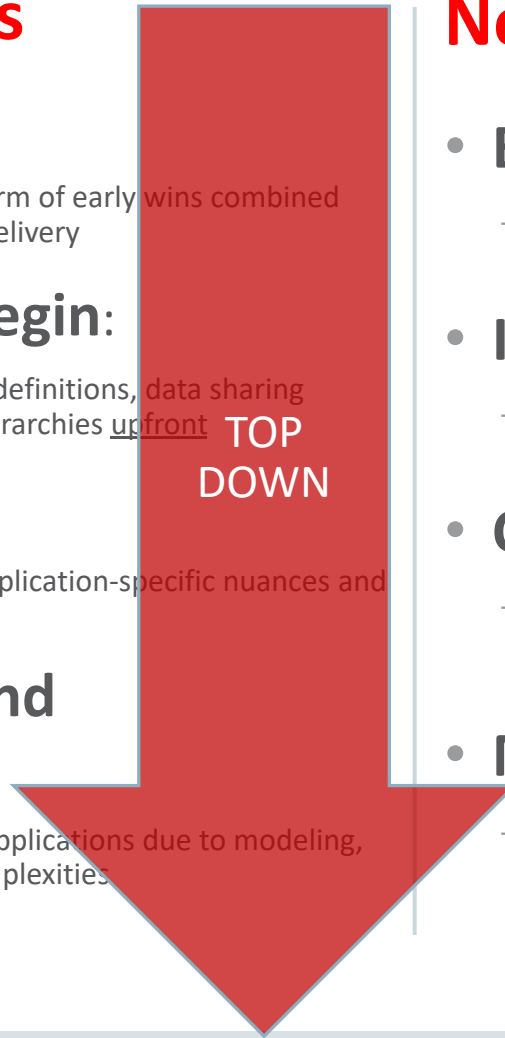 s
rm of early wins combined
elivery
egin:
definitions, data sharing
rarchies upfront
TOP
DOWN
plication-specific nuances and
nd
pplications due to modeling,
plexities
Ne